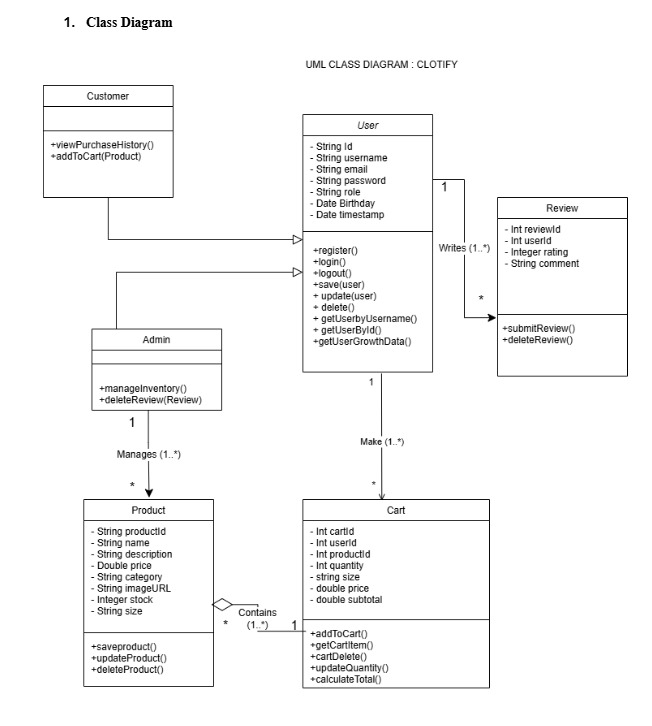 1. Class Diagram
UML CLASS DIAGRAM : CLOTIFY
Customer
+viewPurchaseHistory()
+addToCart(Product)
User
- String Id
- String username
- String email
- String password
- String role
- Date Birthday
- Date timestamp
+register()
+login()
+logout()
+save(user)
+ update(user)
+ delete()
+ getUserbyUsername()
+ getUserById()
+getUserGrowthData()
1
Writes (1..*)
*
Review
- Int reviewId
- Int userId
- Integer rating
- String comment
+submitReview()
+deleteReview()
Admin
+manageInventory()
+deleteReview(Review)
1
Manages (1..*)
*
1
Make (1..*)
*
Product
- String productId
- String name
- String description
- Double price
- String category
- String imageURL
- Integer stock
- String size
+saveproduct()
+updateProduct()
+deleteProduct()
*
Contains
(1..*)
1
Cart
- Int cartId
- Int userId
- Int productId
- Int quantity
- string size
- double price
- double subtotal
+addToCart()
+getCartItem()
+cartDelete()
+updateQuantity()
+calculateTotal()